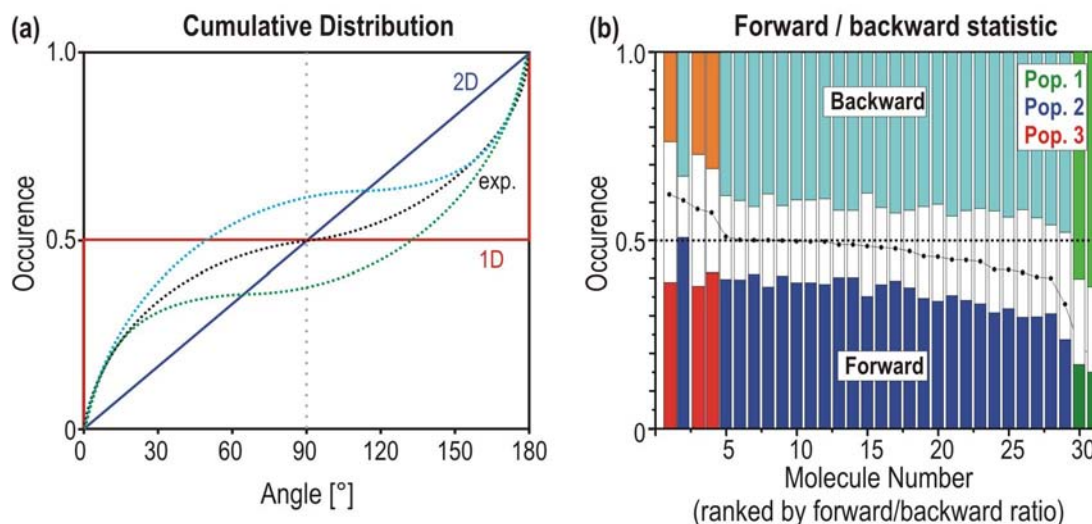 (a) Cumulative Distribution
1.0
2D
exp.
0.5
1D
0
0 30 60 90 120 150 180
Occurence
Angle [°]
(b) Forward / backward statistic
1.0
Pop. 1
Pop. 2
Pop. 3
Backward
0.5
Forward
0
5 10 15 20 25 30
Occurence
Molecule Number
(ranked by forward/backward ratio)